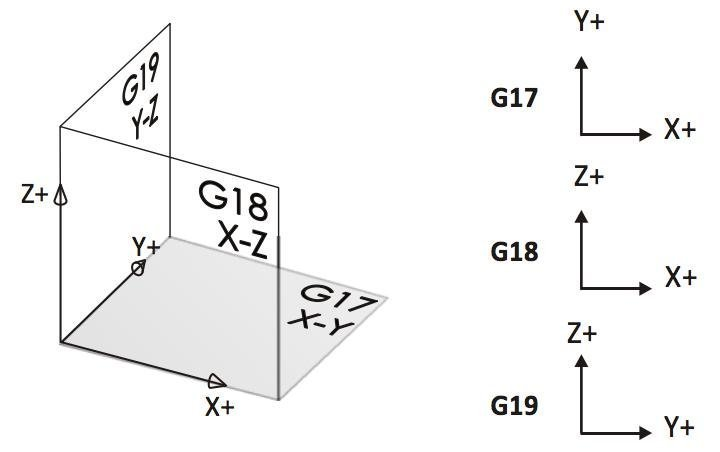 G19
Y-Z
Z+
G18
X-Z
Y+
G17
X-Y
X+
Y+
G17
X+
Z+
G18
X+
Z+
G19
Y+